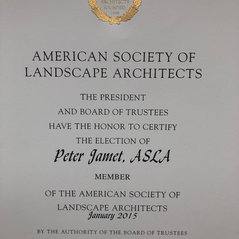 AMERICAN SOCIETY OF
LANDSCAPE ARCHITECTS
THE PRESIDENT
AND BOARD OF TRUSTEES
HAVE THE HONOR TO CERTIFY
THE ELECTION OF
Peter Jamet, ASLA
MEMBER
OF THE AMERICAN SOCIETY OF
LANDSCAPE ARCHITECTS
January 2015
BY THE AUTHORITY OF THE BOARD OF TRUSTEES